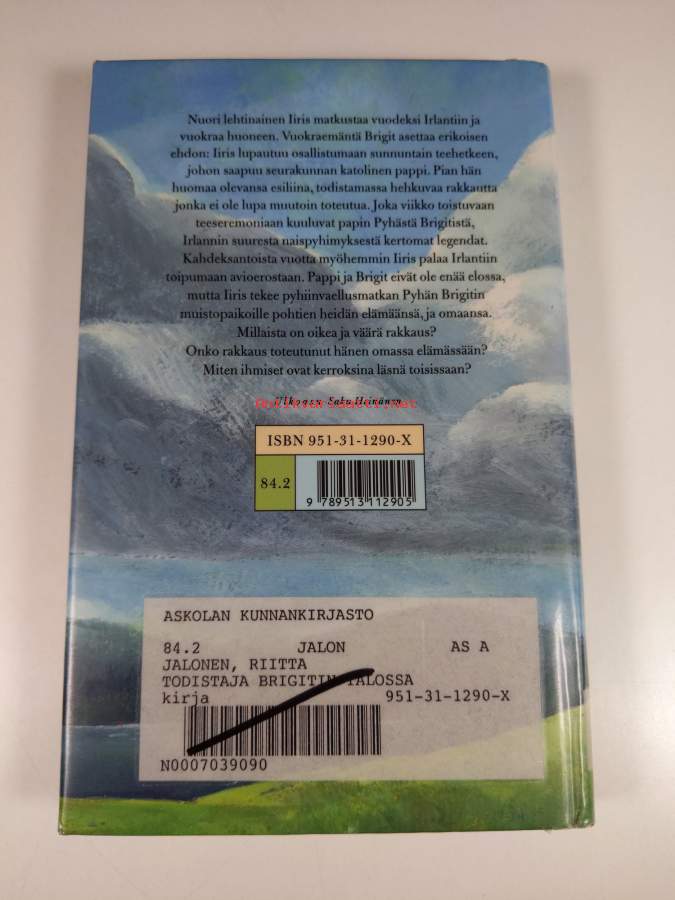 Nuori lehtinainen Iiris matkustaa vuodeksi Irlantiin ja
vuokraa huoneen. Vuokraemäntä Brigit asettaa erikoisen
ehdon: Iiris lupautuu osallistumaan sunnuntain teehetkeen,
johon saapuu seurakunnan katolinen pappi. Pian hän
huomaa olevansa esiliina, todistamassa hehkuvaa rakkautta
jonka ei ole lupa muutoin toteutua. Joka viikko toistuvaan
teeseremoniaan kuuluvat papin Pyhästä Brigitistä,
Irlannin suuresta naispyhimyksestä kertomat legendat.
Kahdeksantoista vuotta myöhemmin Iiris palaa Irlantiin
toipumaan avioerostaan. Pappi ja Brigit eivät ole enää elossa,
mutta Iiris tekee pyhiinvaellusmatkan Pyhän Brigitin
muistopaikoille pohtien heidän elämäänsä, ja omaansa.
Millaista on oikea ja väärä rakkaus?
Onko rakkaus toteutunut hänen omassa elämässään?
Miten ihmiset ovat kerroksina läsnä toisissaan?
Ulkoasu Saku Heinänen
ISBN 951-31-1290-X
84.2
9 789513 112905
ASKOLAN KUNNANKIRJASTO
84.2 JALON AS A
JALONEN, RIITTA
TODISTAJA BRIGITIN TALOSSA
kirja 951-31-1290-X
N0007039090